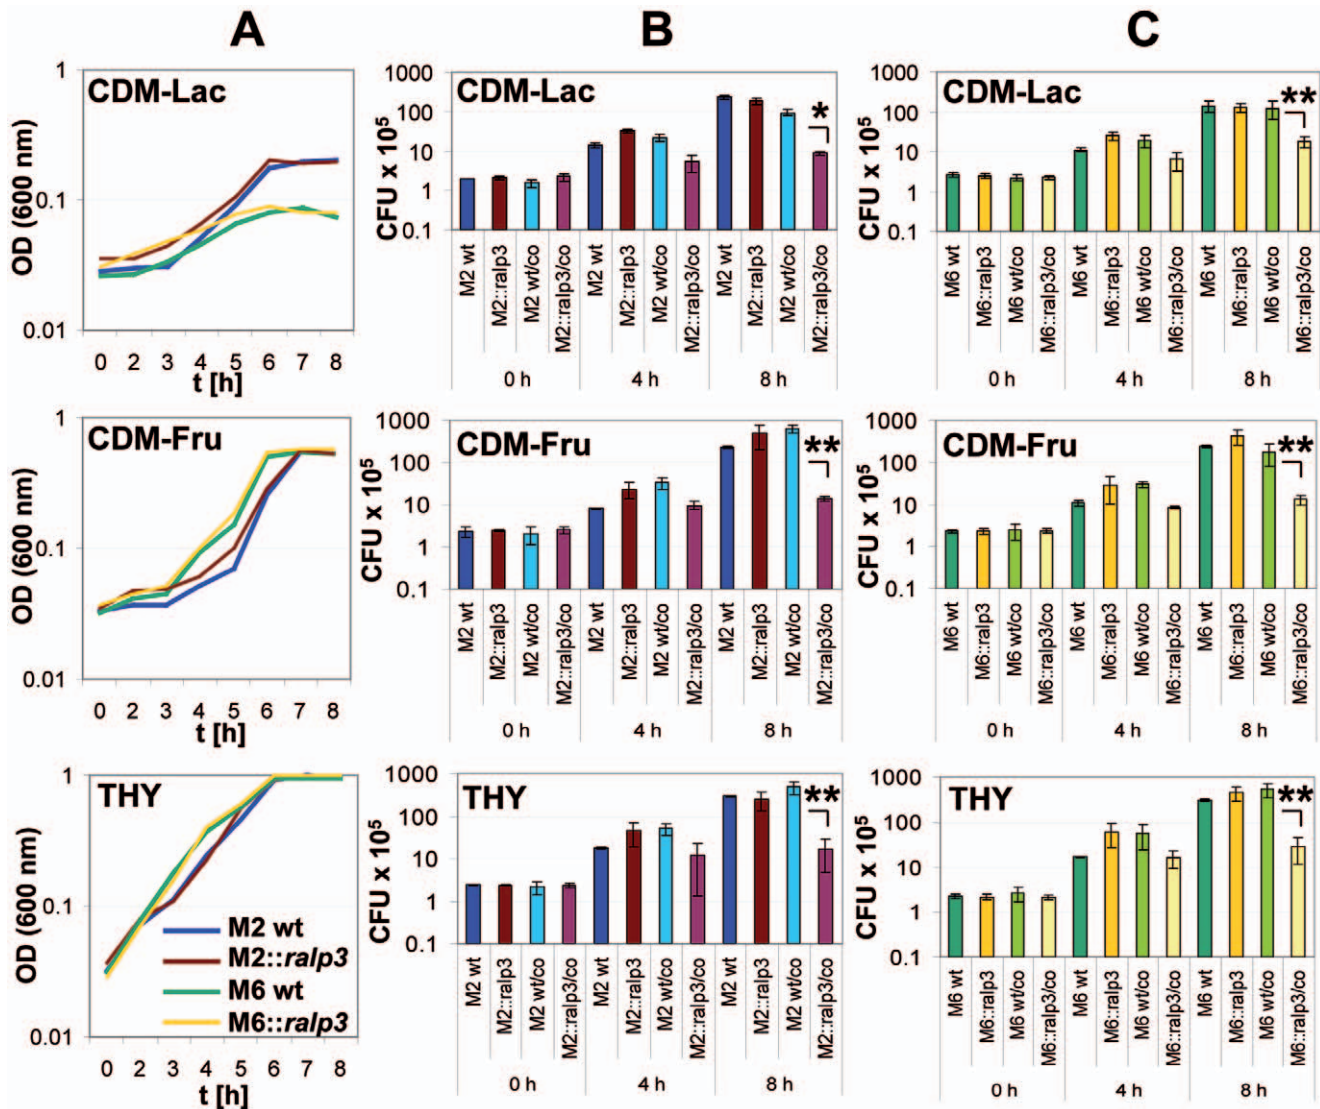 A
B
C
CDM-Lac
OD (600 nm)
1
0.1
0.01
0 2 3 4 5 6 7 8
t [h]
CDM-Lac
CFU x 10⁵
1000
100
10
1
0.1
*
M2 wt
M2::ralp3
M2 wt/co
M2::ralp3/co
M2 wt
M2::ralp3
M2 wt/co
M2::ralp3/co
M2 wt
M2::ralp3
M2 wt/co
M2::ralp3/co
0 h 4 h 8 h
CDM-Lac
CFU x 10⁵
1000
100
10
1
0.1
**
M6 wt
M6::ralp3
M6 wt/co
M6::ralp3/co
M6 wt
M6::ralp3
M6 wt/co
M6::ralp3/co
M6 wt
M6::ralp3
M6 wt/co
M6::ralp3/co
0 h 4 h 8 h
CDM-Fru
OD (600 nm)
1
0.1
0.01
0 2 3 4 5 6 7 8
t [h]
CDM-Fru
CFU x 10⁵
1000
100
10
1
0.1
**
M2 wt
M2::ralp3
M2 wt/co
M2::ralp3/co
M2 wt
M2::ralp3
M2 wt/co
M2::ralp3/co
M2 wt
M2::ralp3
M2 wt/co
M2::ralp3/co
0 h 4 h 8 h
CDM-Fru
CFU x 10⁵
1000
100
10
1
0.1
**
M6 wt
M6::ralp3
M6 wt/co
M6::ralp3/co
M6 wt
M6::ralp3
M6 wt/co
M6::ralp3/co
M6 wt
M6::ralp3
M6 wt/co
M6::ralp3/co
0 h 4 h 8 h
THY
OD (600 nm)
1
0.1
0.01
M2 wt
M2::ralp3
M6 wt
M6::ralp3
0 2 3 4 5 6 7 8
t [h]
THY
CFU x 10⁵
1000
100
10
1
0.1
**
M2 wt
M2::ralp3
M2 wt/co
M2::ralp3/co
M2 wt
M2::ralp3
M2 wt/co
M2::ralp3/co
M2 wt
M2::ralp3
M2 wt/co
M2::ralp3/co
0 h 4 h 8 h
THY
CFU x 10⁵
1000
100
10
1
0.1
**
M6 wt
M6::ralp3
M6 wt/co
M6::ralp3/co
M6 wt
M6::ralp3
M6 wt/co
M6::ralp3/co
M6 wt
M6::ralp3
M6 wt/co
M6::ralp3/co
0 h 4 h 8 h